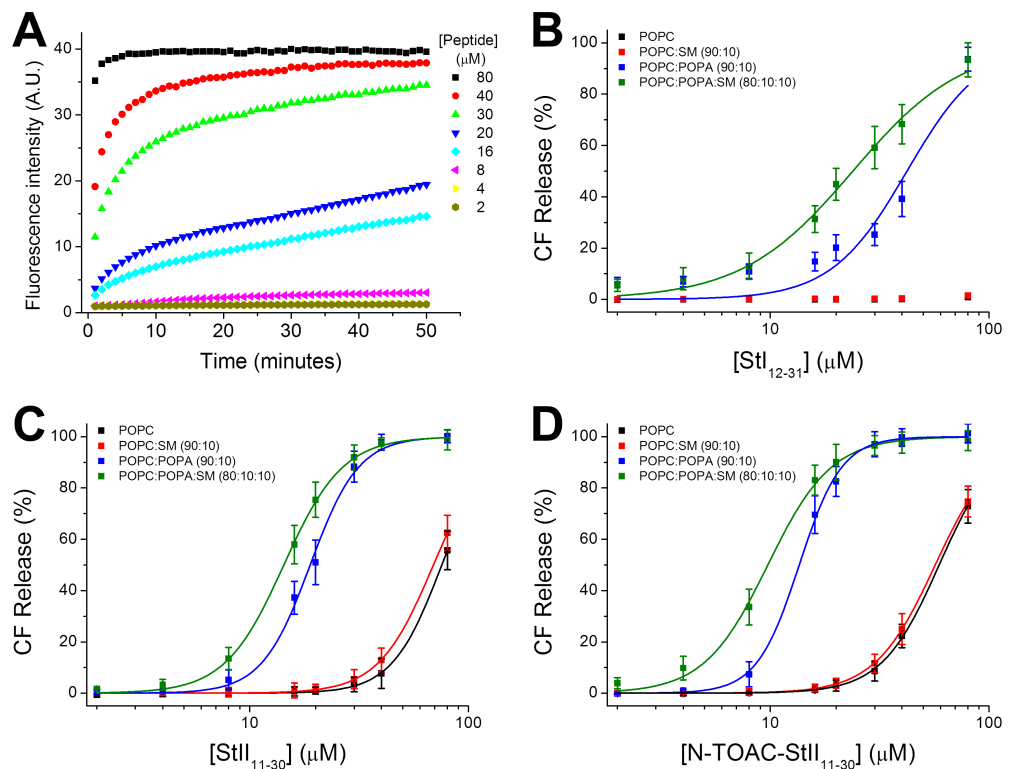 A
Fluorescence intensity (A.U.)
40
30
20
10
0
0
10
20
30
40
50
Time (minutes)
[Peptide]
(μM)
80
40
30
20
16
8
4
2
B
CF Release (%)
100
80
60
40
20
0
10
100
[StI12-31] (μM)
POPC
POPC:SM (90:10)
POPC:POPA (90:10)
POPC:POPA:SM (80:10:10)
C
CF Release (%)
100
80
60
40
20
0
10
100
[StII11-30] (μM)
POPC
POPC:SM (90:10)
POPC:POPA (90:10)
POPC:POPA:SM (80:10:10)
D
CF Release (%)
100
80
60
40
20
0
10
100
[N-TOAC-StII11-30] (μM)
POPC
POPC:SM (90:10)
POPC:POPA (90:10)
POPC:POPA:SM (80:10:10)